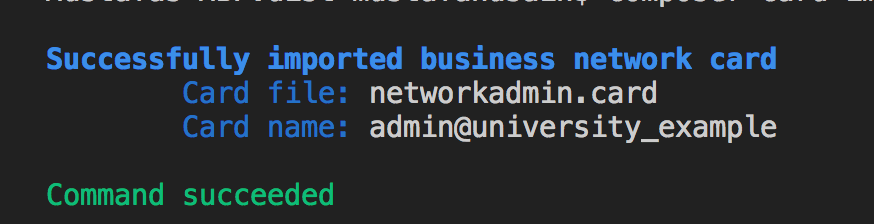 Successfully imported business network card
Card file: networkadmin.card
Card name: admin@university_example
Command succeeded